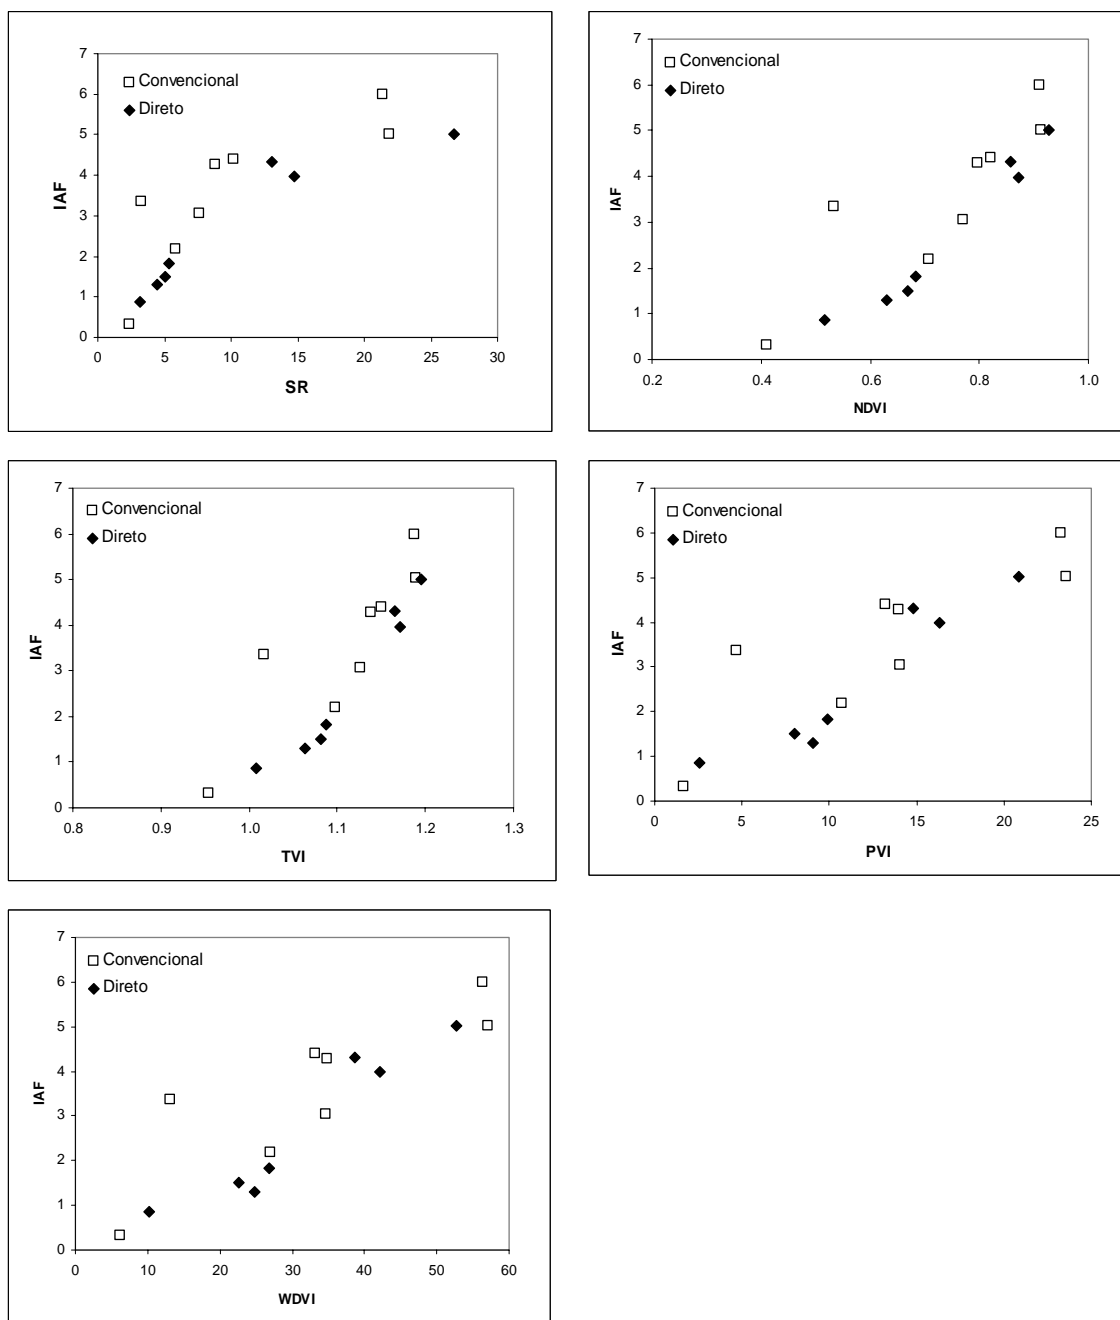 7
6
5
4
3
2
1
0
IAF
Convencional
Direto
0 5 10 15 20 25 30
SR
7
6
5
4
3
2
1
0
IAF
Convencional
Direto
0.2 0.4 0.6 0.8 1.0
NDVI
7
6
5
4
3
2
1
0
IAF
Convencional
Direto
0.8 0.9 1.0 1.1 1.2 1.3
TVI
7
6
5
4
3
2
1
0
IAF
Convencional
Direto
0 5 10 15 20 25
PVI
7
6
5
4
3
2
1
0
IAF
Convencional
Direto
0 10 20 30 40 50 60
WDVI